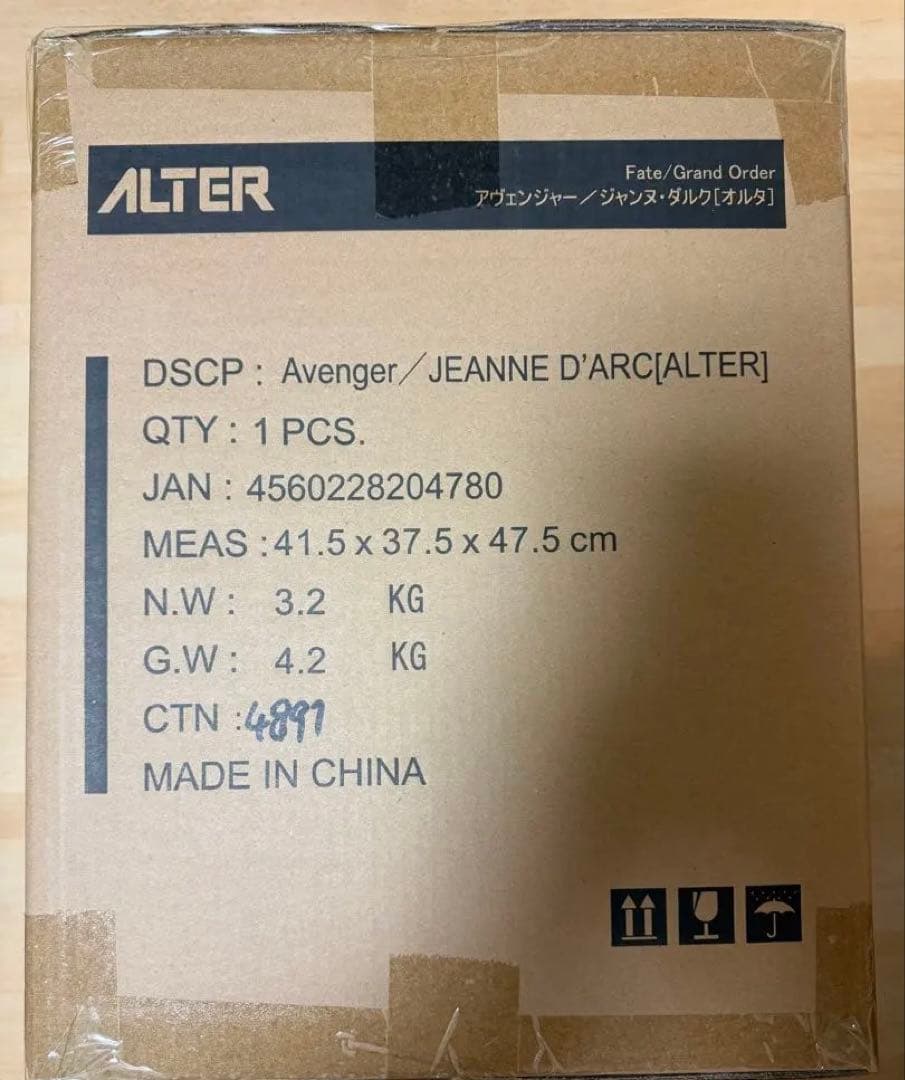 ALTER
Fate/Grand Order
アヴェンジャー／ジャンヌ・ダルク[オルタ]
DSCP : Avenger／JEANNE D'ARC[ALTER]
QTY : 1 PCS.
JAN : 4560228204780
MEAS :41.5 x 37.5 x 47.5 cm
N.W : 3.2 KG
G.W : 4.2 KG
CTN :4891
MADE IN CHINA